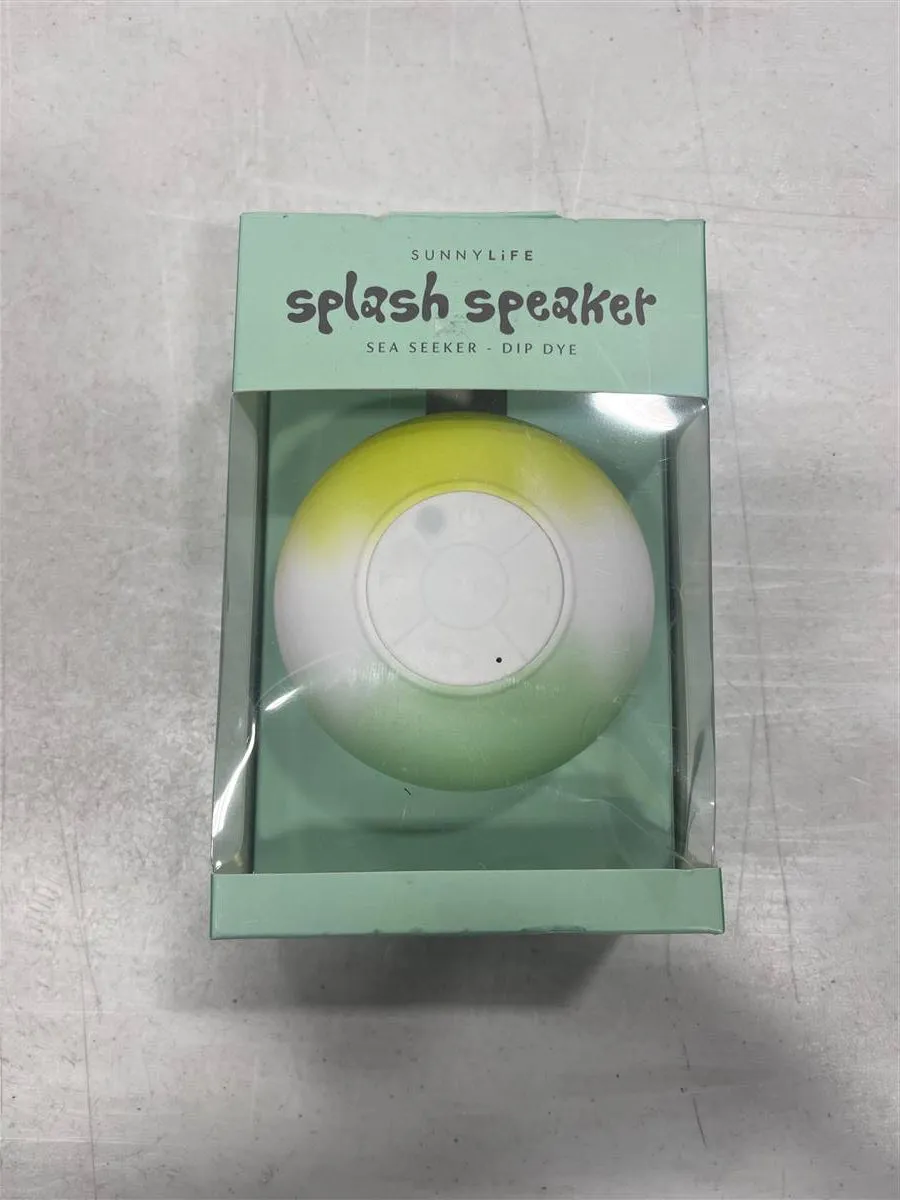 SUNNYLiFE
splash speaker
SEA SEEKER - DIP DYE